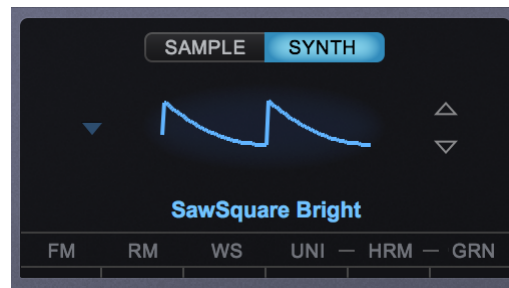 SAMPLE SYNTH
SawSquare Bright
FM RM WS UNI — HRM — GRN